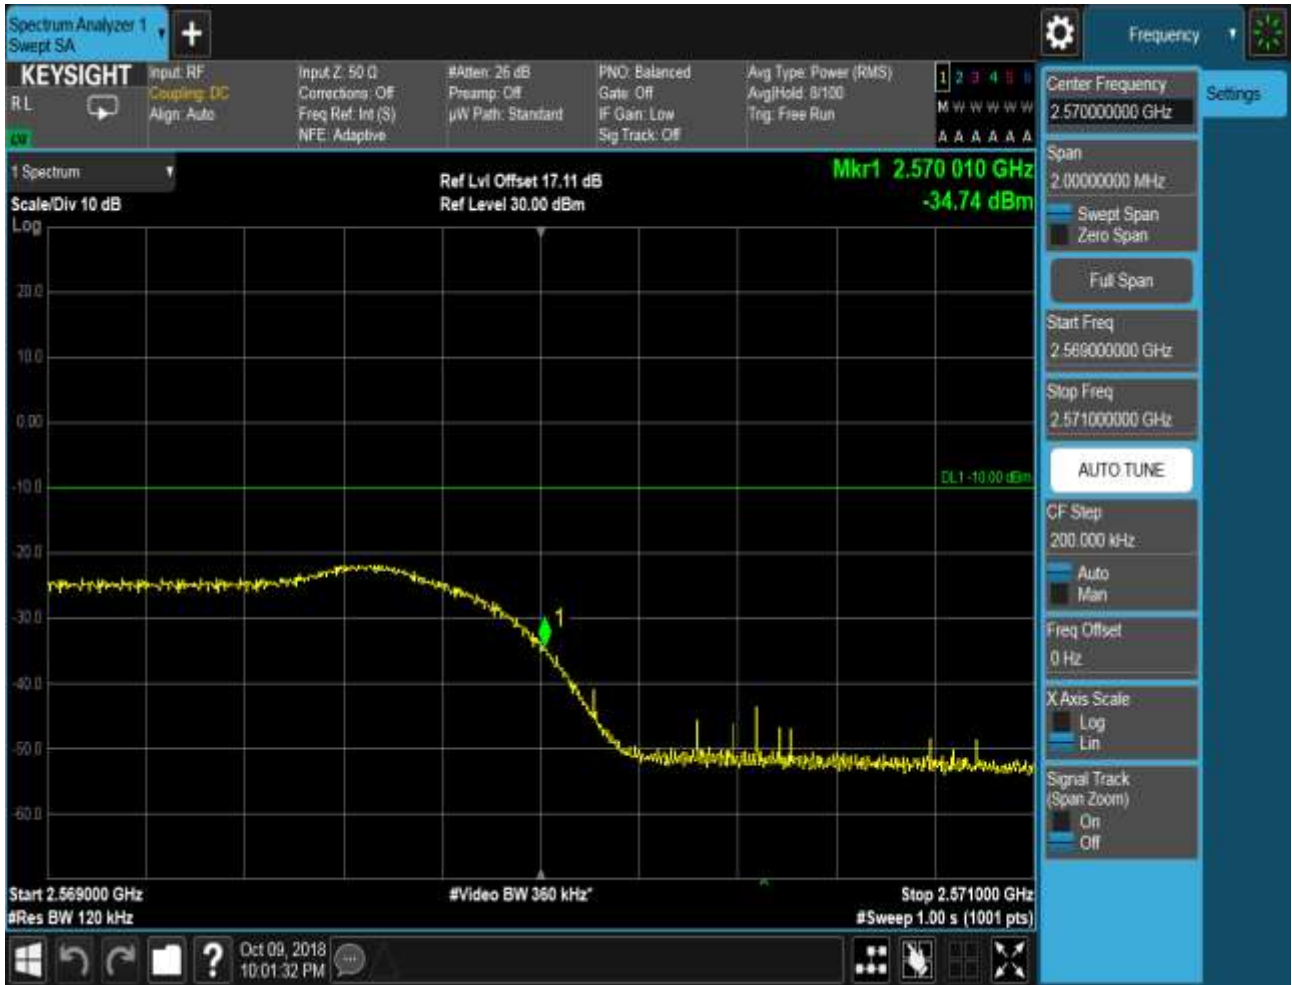 Spectrum Analyzer 1
Swept SA
+
Frequency
KEYSIGHT
R L
Input: RF
Coupling: DC
Align: Auto
Input Z: 50 Ω
Corrections: Off
Freq Ref: Int (S)
NFE: Adaptive
#Atten: 26 dB
Preamp: Off
µW Path: Standard
PNO: Balanced
Gate: Off
IF Gain: Low
Sig Track: Off
Avg Type: Power (RMS)
Avg|Hold: 8/100
Trig: Free Run
1 2 3 4 5 6
M W W W W W
A A A A A A
1 Spectrum
Scale/Div 10 dB
Ref Lvl Offset 17.11 dB
Ref Level 30.00 dBm
Mkr1 2.570 010 GHz
-34.74 dBm
Log
20.0
10.0
0.00
-10.0
-20.0
-30.0
-40.0
-50.0
-60.0
DL1 -10.00 dBm
1
Start 2.569000 GHz
#Res BW 120 kHz
#Video BW 360 kHz*
Stop 2.571000 GHz
#Sweep 1.00 s (1001 pts)
Center Frequency
2.570000000 GHz
Settings
Span
2.00000000 MHz
Swept Span
Zero Span
Full Span
Start Freq
2.569000000 GHz
Stop Freq
2.571000000 GHz
AUTO TUNE
CF Step
200.000 kHz
Auto
Man
Freq Offset
0 Hz
X Axis Scale
Log
Lin
Signal Track
(Span Zoom)
On
Off
?
Oct 09, 2018
10:01:32 PM